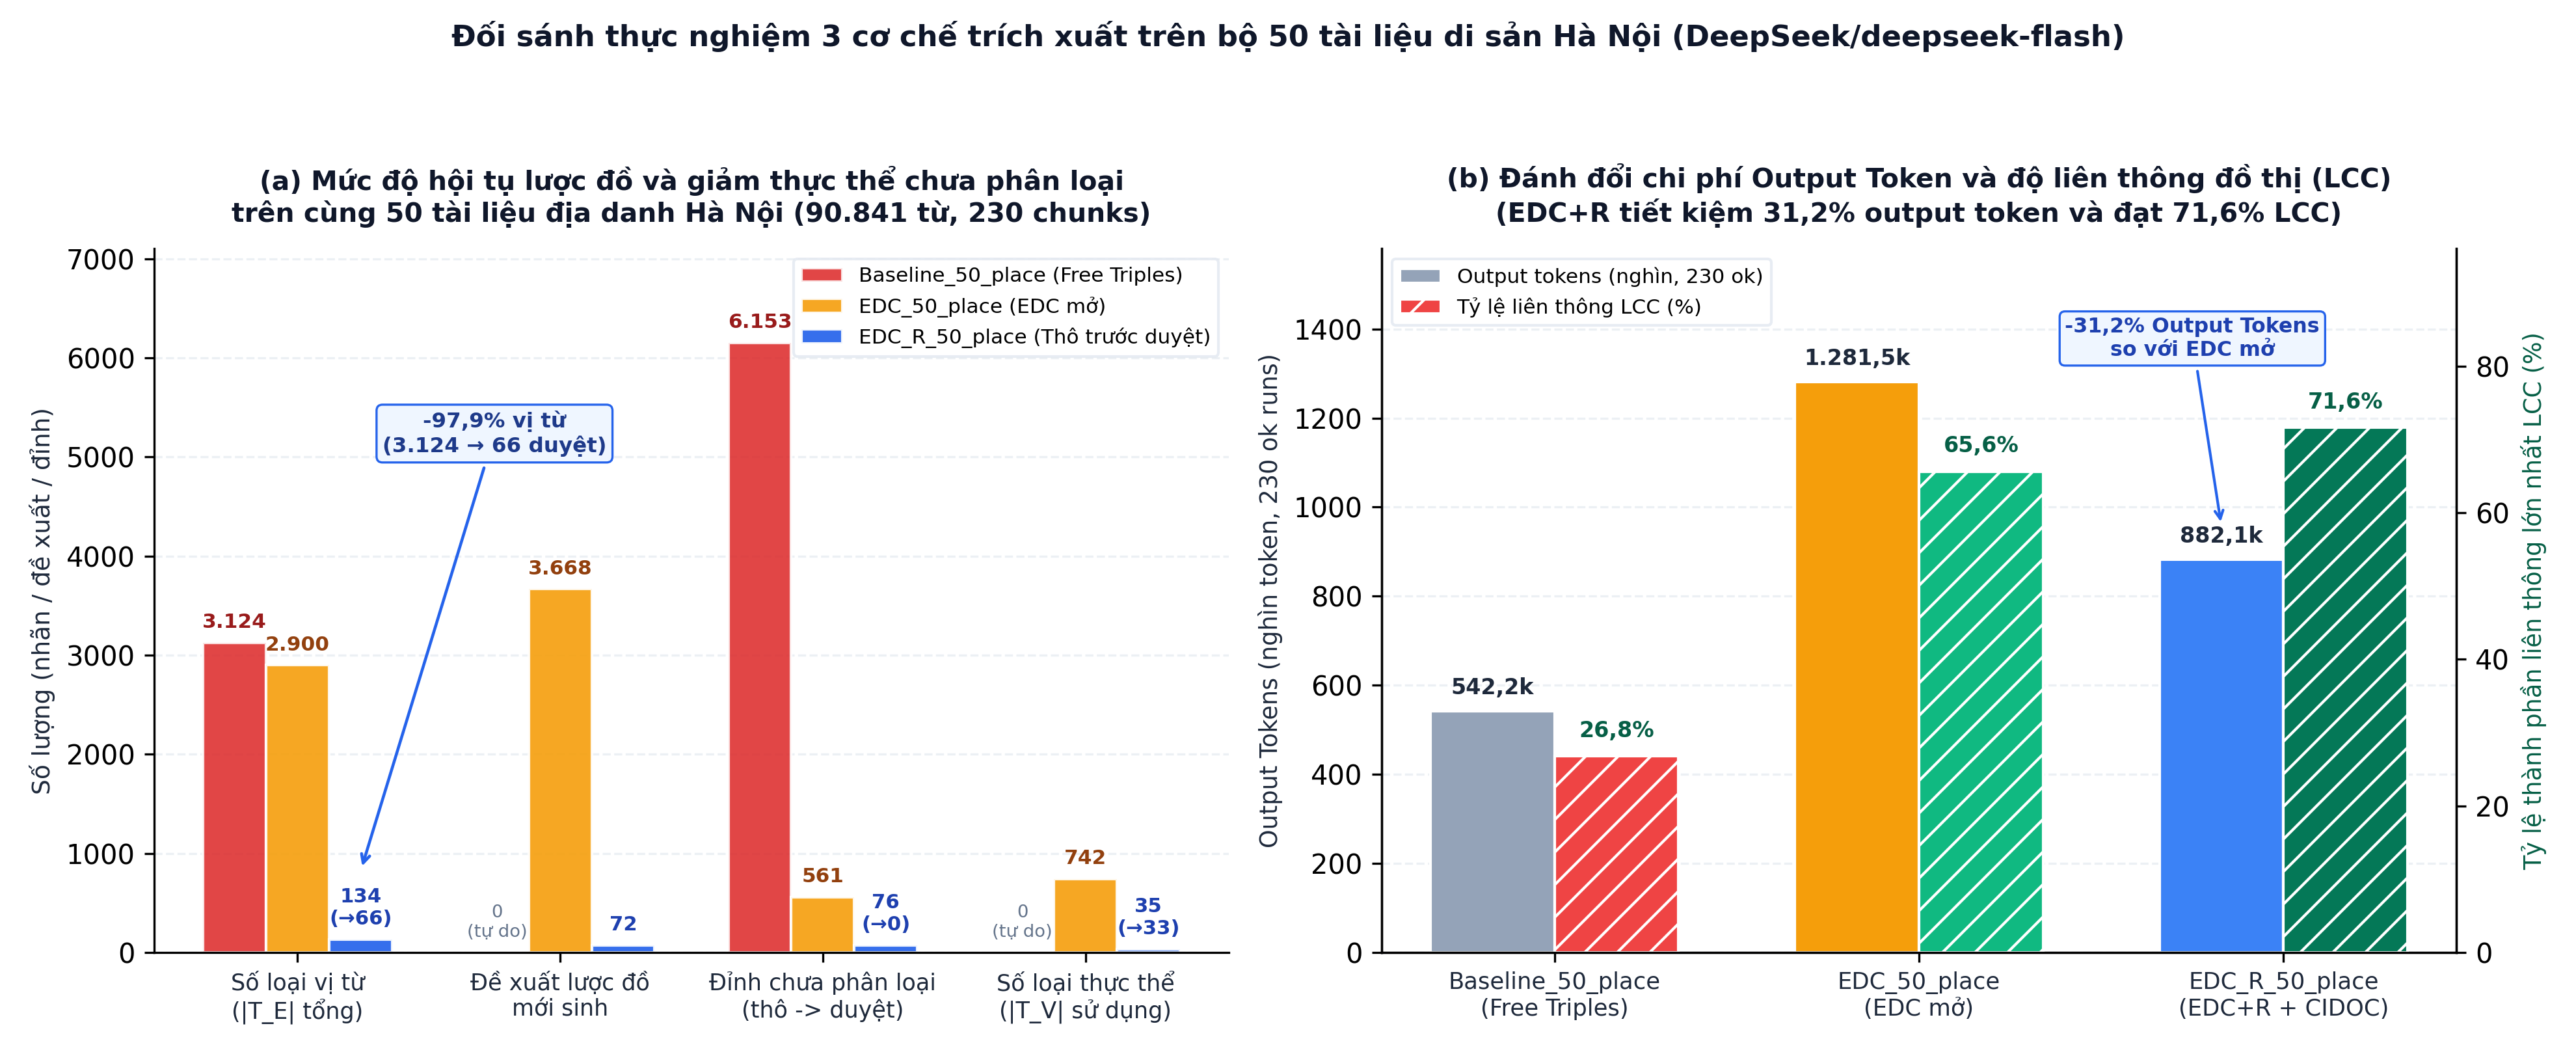 Đối sánh thực nghiệm 3 cơ chế trích xuất trên bộ 50 tài liệu di sản Hà Nội (DeepSeek/deepseek-flash)
(a) Mức độ hội tụ lược đồ và giảm thực thể chưa phân loại
trên cùng 50 tài liệu địa danh Hà Nội (90.841 từ, 230 chunks)
Số lượng (nhãn / đề xuất / đỉnh)
7000
6000
5000
4000
3000
2000
1000
0
Baseline_50_place (Free Triples)
EDC_50_place (EDC mở)
EDC_R_50_place (Thô trước duyệt)
-97,9% vị từ
(3.124 → 66 duyệt)
3.124
2.900
134
(→66)
0
(tự do)
3.668
72
6.153
561
76
(→0)
0
(tự do)
742
35
(→33)
Số loại vị từ
(|T_E| tổng)
Đề xuất lược đồ
mới sinh
Đỉnh chưa phân loại
(thô -> duyệt)
Số loại thực thể
(|T_V| sử dụng)
(b) Đánh đổi chi phí Output Token và độ liên thông đồ thị (LCC)
(EDC+R tiết kiệm 31,2% output token và đạt 71,6% LCC)
Output Tokens (nghìn token, 230 ok runs)
1400
1200
1000
800
600
400
200
0
Output tokens (nghìn, 230 ok)
Tỷ lệ liên thông LCC (%)
-31,2% Output Tokens
so với EDC mở
542,2k
26,8%
1.281,5k
65,6%
882,1k
71,6%
80
60
40
20
0
Tỷ lệ thành phần liên thông lớn nhất LCC (%)
Baseline_50_place
(Free Triples)
EDC_50_place
(EDC mở)
EDC_R_50_place
(EDC+R + CIDOC)